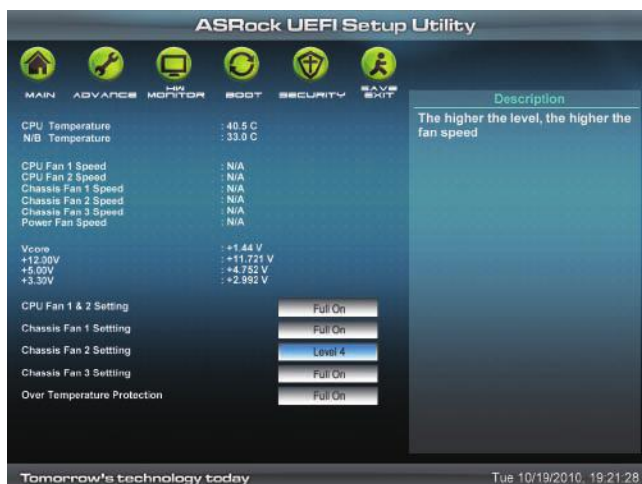 ASRock UEFI Setup Utility
MAIN ADVANCE HW MONITOR BOOT SECURITY SAVE EXIT
Description
The higher the level, the higher the
fan speed
CPU Temperature : 40.5 C
N/B Temperature : 33.0 C
CPU Fan 1 Speed : N/A
CPU Fan 2 Speed : N/A
Chassis Fan 1 Speed : N/A
Chassis Fan 2 Speed : N/A
Chassis Fan 3 Speed : N/A
Power Fan Speed : N/A
Vcore : +1.44 V
+12.00V : +11.721 V
+5.00V : +4.752 V
+3.30V : +2.992 V
CPU Fan 1 & 2 Setting Full On
Chassis Fan 1 Settting Full On
Chassis Fan 2 Settting Level 4
Chassis Fan 3 Settting Full On
Over Temperature Protection Full On
Tomorrow's technology today Tue 10/19/2010, 19:21:28